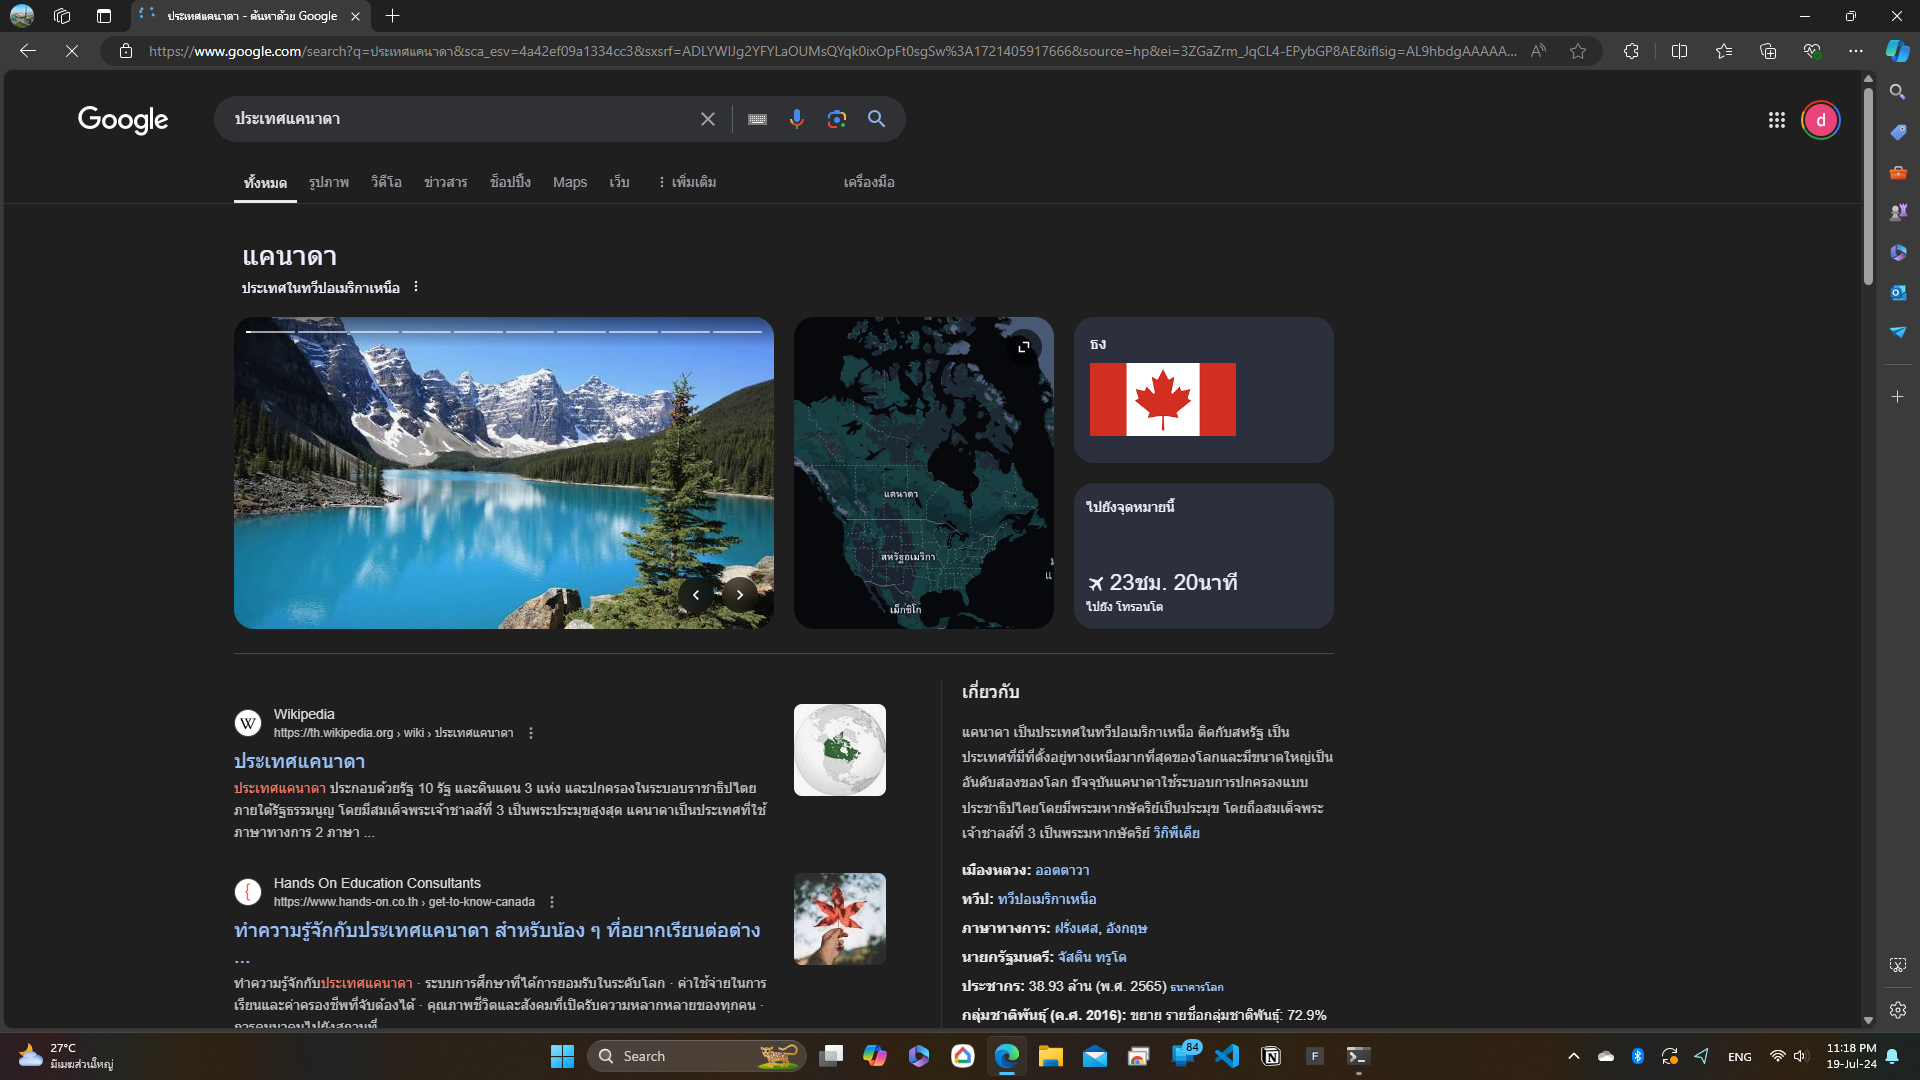 ประเทศแคนาดา - ค้นหาด้วย Google
https://www.google.com/search?q=ประเทศแคนาดา&sca_esv=4a42ef09a1334cc3&sxsrf=ADLYWIJg2YFYLaOUMsQYqk0ixOpFt0sgSw%3A1721405917666&source=hp&ei=3ZGaZrm_JqCL4-EPybGP8AE&iflsig=AL9hbdgAAAAA...
Google
ประเทศแคนาดา
d
ทั้งหมด รูปภาพ วิดีโอ ข่าวสาร ช็อปปิ้ง Maps เว็บ เพิ่มเติม เครื่องมือ
แคนาดา
ประเทศในทวีปอเมริกาเหนือ
แคนาดา
สหรัฐอเมริกา
เม็กซิโก
ธง
ไปยังจุดหมายนี้
23ชม. 20นาที
ไปยัง โทรอนโต
Wikipedia
https://th.wikipedia.org › wiki › ประเทศแคนาดา
ประเทศแคนาดา
ประเทศแคนาดา ประกอบด้วยรัฐ 10 รัฐ และดินแดน 3 แห่ง และปกครองในระบอบราชาธิปไตย
ภายใต้รัฐธรรมนูญ โดยมีสมเด็จพระเจ้าชาลส์ที่ 3 เป็นพระประมุขสูงสุด แคนาดาเป็นประเทศที่ใช้
ภาษาทางการ 2 ภาษา ...
Hands On Education Consultants
https://www.hands-on.co.th › get-to-know-canada
ทำความรู้จักกับประเทศแคนาดา สำหรับน้อง ๆ ที่อยากเรียนต่อต่าง
...
ทำความรู้จักกับประเทศแคนาดา · ระบบการศึกษาที่ได้การยอมรับในระดับโลก · ค่าใช้จ่ายในการ
เรียนและค่าครองชีพที่จับต้องได้ · คุณภาพชีวิตและสังคมที่เปิดรับความหลากหลายของทุกคน ·
เกี่ยวกับ
แคนาดา เป็นประเทศในทวีปอเมริกาเหนือ ติดกับสหรัฐ เป็น
ประเทศที่มีที่ตั้งอยู่ทางเหนือมากที่สุดของโลกและมีขนาดใหญ่เป็น
อันดับสองของโลก ปัจจุบันแคนาดาใช้ระบอบการปกครองแบบ
ประชาธิปไตยโดยมีพระมหากษัตริย์เป็นประมุข โดยถือสมเด็จพระ
เจ้าชาลส์ที่ 3 เป็นพระมหากษัตริย์ วิกิพีเดีย
เมืองหลวง: ออตตาวา
ทวีป: ทวีปอเมริกาเหนือ
ภาษาทางการ: ฝรั่งเศส, อังกฤษ
นายกรัฐมนตรี: จัสติน ทรูโด
ประชากร: 38.93 ล้าน (พ.ศ. 2565) ธนาคารโลก
กลุ่มชาติพันธุ์ (ค.ศ. 2016): ขยาย รายชื่อกลุ่มชาติพันธุ์: 72.9%
27°C
มีเมฆส่วนใหญ่
Search
84
ENG
11:18 PM
19-Jul-24